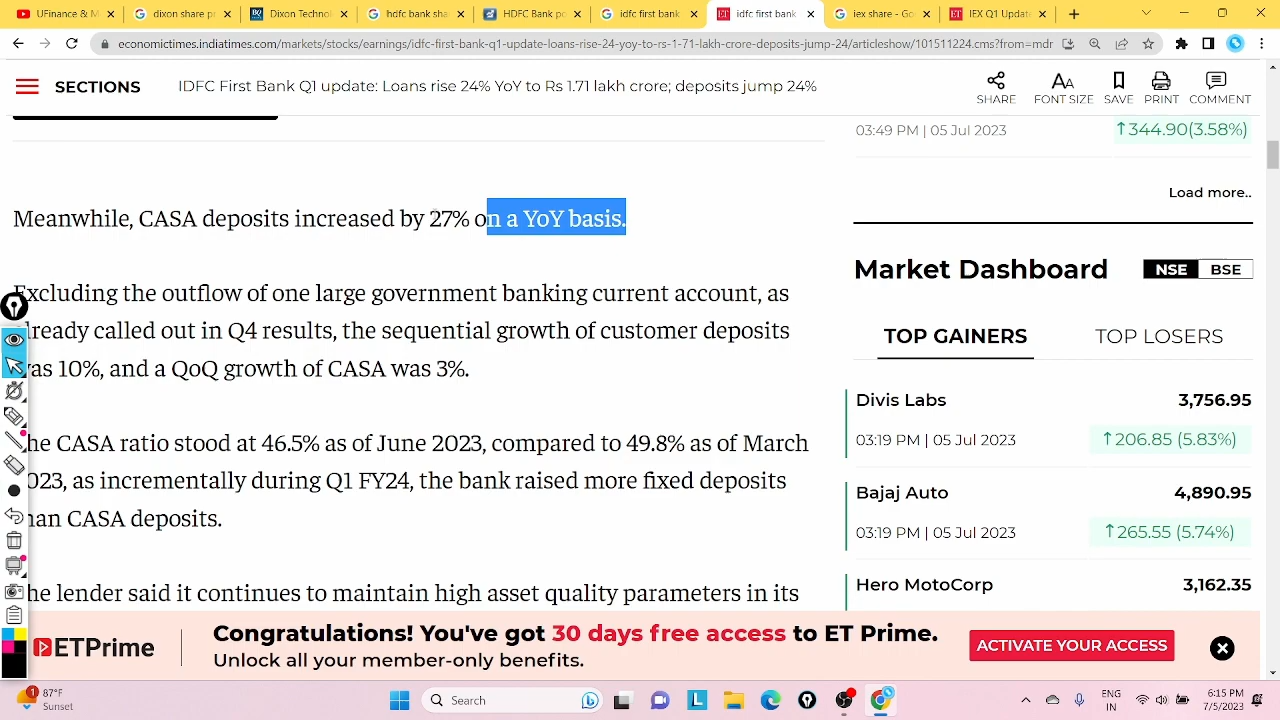 YouTube
dixon share pr
Dixon Technol
hdfc bank sha
HDFC Bank po
idfc first bank
idfc first bank
iex share - Go
IEX Q1 Update
economictimes.indiatimes.com/markets/stocks/earnings/idfc-first-bank-q1-update-loans-rise-24-yoy-to-rs-1-71-lakh-crore-deposits-jump-24/articleshow/101511224.cms?from=mdr
SECTIONS
IDFC First Bank Q1 update: Loans rise 24% YoY to Rs 1.71 lakh crore; deposits jump 24%
SHARE
FONT SIZE
SAVE
PRINT
COMMENT
03:49 PM | 05 Jul 2023
↑344.90(3.58%)
Load more..
Meanwhile, CASA deposits increased by 27% on a YoY basis.
Excluding the outflow of one large government banking current account, as
already called out in Q4 results, the sequential growth of customer deposits
was 10%, and a QoQ growth of CASA was 3%.
The CASA ratio stood at 46.5% as of June 2023, compared to 49.8% as of March
2023, as incrementally during Q1 FY24, the bank raised more fixed deposits
than CASA deposits.
The lender said it continues to maintain high asset quality parameters in its
Market Dashboard
NSE
BSE
TOP GAINERS
TOP LOSERS
Divis Labs
3,756.95
03:19 PM | 05 Jul 2023
↑206.85 (5.83%)
Bajaj Auto
4,890.95
03:19 PM | 05 Jul 2023
↑265.55 (5.74%)
Hero MotoCorp
3,162.35
ETPrime
Congratulations! You've got 30 days free access to ET Prime.
Unlock all your member-only benefits.
ACTIVATE YOUR ACCESS
1
87°F
Sunset
Search
L
ENG
IN
6:15 PM
7/5/2023